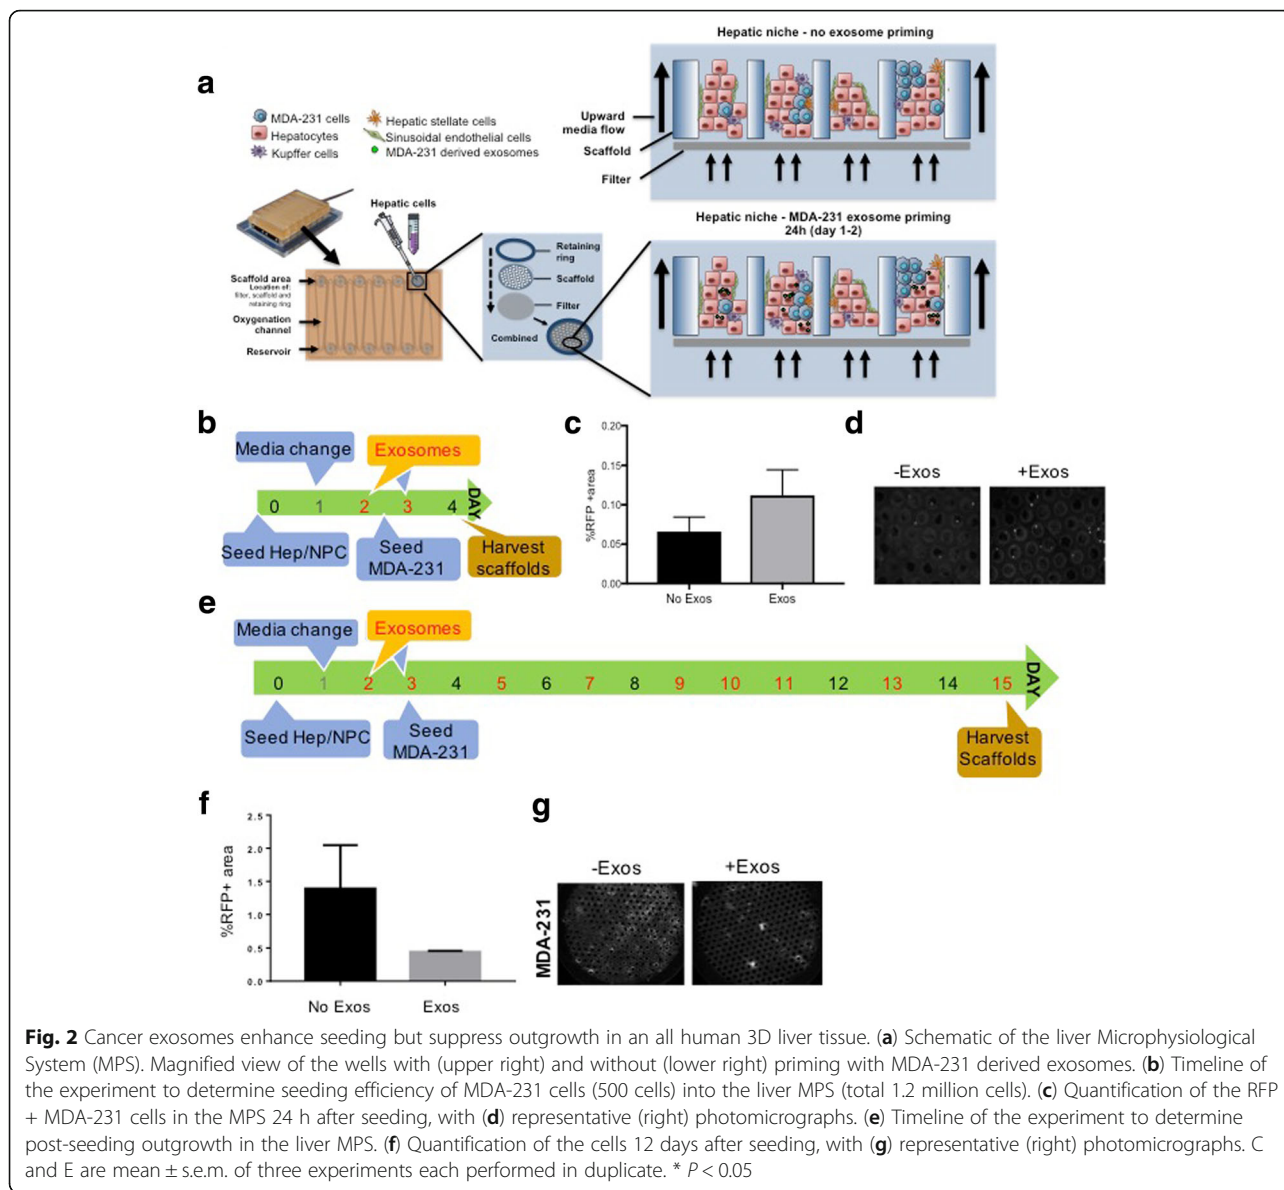 a
MDA-231 cells
Hepatocytes
Kupffer cells
Hepatic stellate cells
Sinusoidal endothelial cells
MDA-231 derived exosomes
Hepatic cells
Scaffold area
Location of:
filter, scaffold and
retaining ring
Oxygenation
channel
Reservoir
Retaining
ring
Scaffold
Filter
Combined
Hepatic niche - no exosome priming
Upward
media flow
Scaffold
Filter
Hepatic niche - MDA-231 exosome priming
24h (day 1-2)
b
Media change
Exosomes
0 1 2 3 4 DAY
Seed Hep/NPC
Seed
MDA-231
Harvest
scaffolds
c
%RFP +area
0.20
0.15
0.10
0.05
0.00
No Exos
Exos
d
-Exos
+Exos
e
Media change
Exosomes
0 1 2 3 4 5 6 7 8 9 10 11 12 13 14 15 DAY
Seed Hep/NPC
Seed
MDA-231
Harvest
Scaffolds
f
%RFP+ area
2.5
2.0
1.5
1.0
0.5
0.0
No Exos
Exos
g
-Exos
+Exos
MDA-231
Fig. 2 Cancer exosomes enhance seeding but suppress outgrowth in an all human 3D liver tissue. (a) Schematic of the liver Microphysiological
System (MPS). Magnified view of the wells with (upper right) and without (lower right) priming with MDA-231 derived exosomes. (b) Timeline of
the experiment to determine seeding efficiency of MDA-231 cells (500 cells) into the liver MPS (total 1.2 million cells). (c) Quantification of the RFP
+ MDA-231 cells in the MPS 24 h after seeding, with (d) representative (right) photomicrographs. (e) Timeline of the experiment to determine
post-seeding outgrowth in the liver MPS. (f) Quantification of the cells 12 days after seeding, with (g) representative (right) photomicrographs. C
and E are mean ± s.e.m. of three experiments each performed in duplicate. * P < 0.05